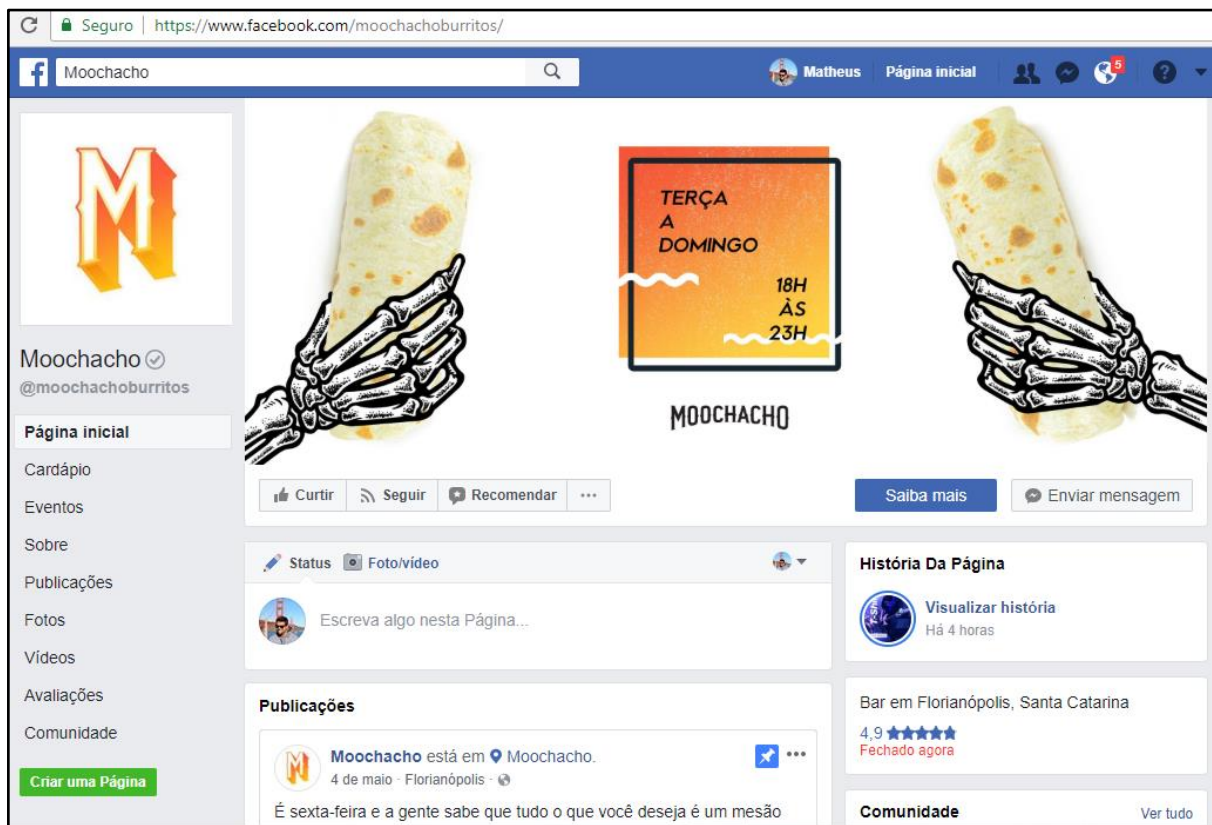 Seguro | https://www.facebook.com/moochachoburritos/
Moochacho
Matheus Página inicial 5
M
TERÇA
A
DOMINGO
18H
ÀS
23H
MOOCHACHO
Moochacho
@moochachoburritos
Página inicial
Cardápio
Eventos
Sobre
Publicações
Fotos
Vídeos
Avaliações
Comunidade
Criar uma Página
Curtir Seguir Recomendar ...
Saiba mais Enviar mensagem
Status Foto/vídeo
Escreva algo nesta Página...
Publicações
Moochacho está em Moochacho.
4 de maio · Florianópolis ·
É sexta-feira e a gente sabe que tudo o que você deseja é um mesão
História Da Página
Visualizar história
Há 4 horas
Bar em Florianópolis, Santa Catarina
4,9 ★★★★★
Fechado agora
Comunidade Ver tudo